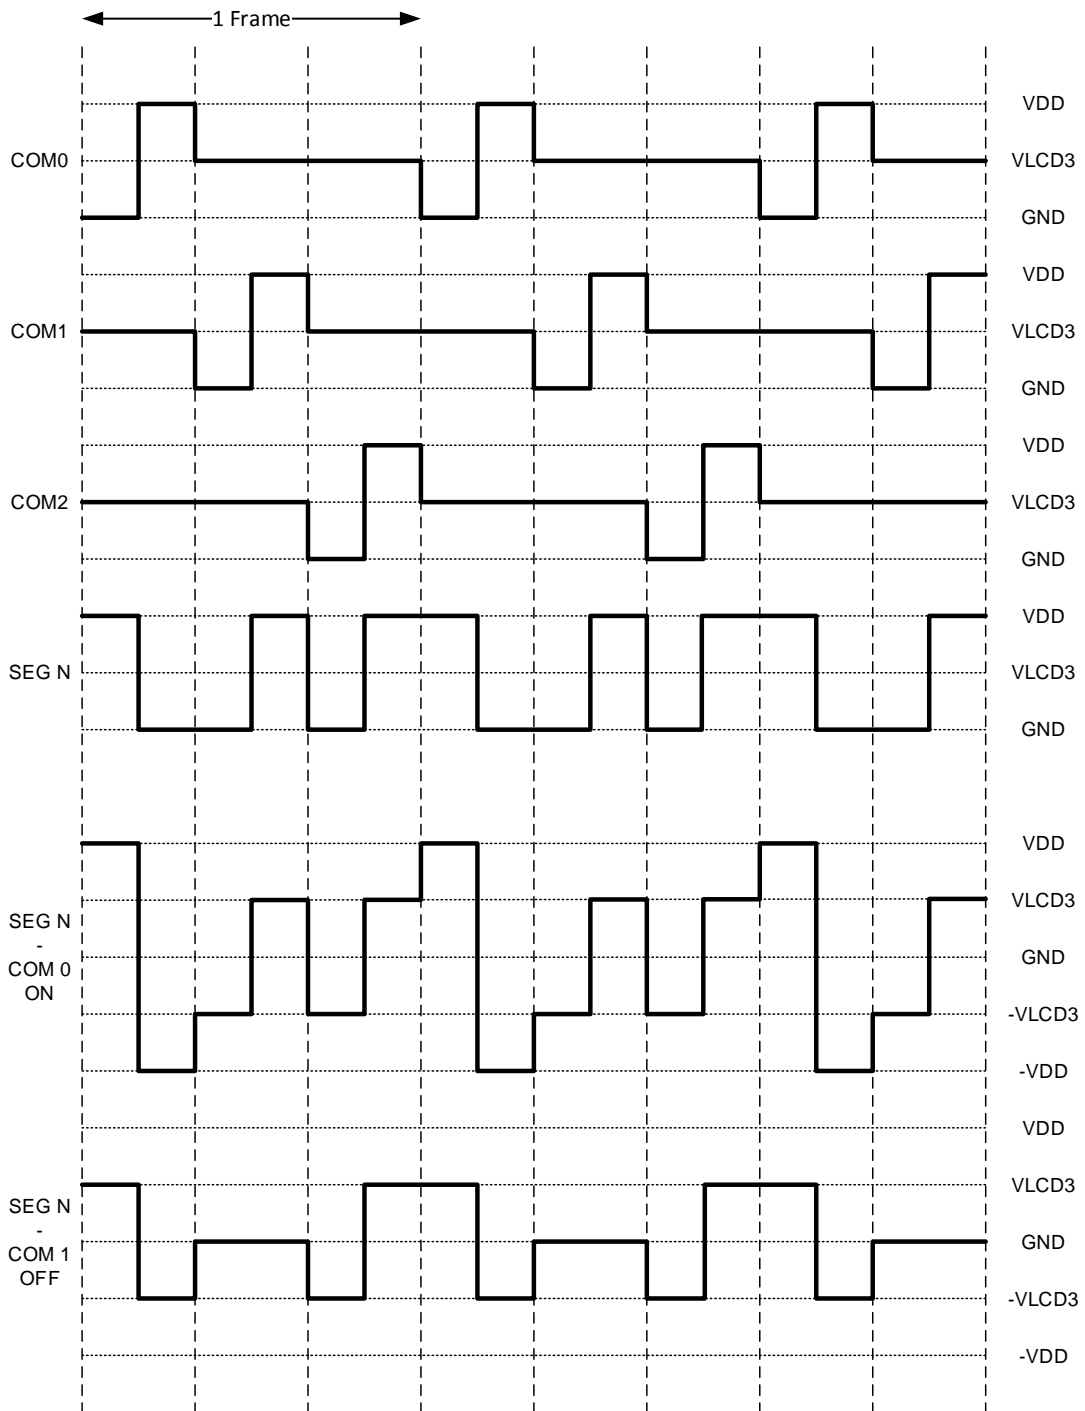 1 Frame
VDD
COM0
VLCD3
GND
VDD
COM1
VLCD3
GND
VDD
COM2
VLCD3
GND
VDD
SEG N
VLCD3
GND
VDD
VLCD3
SEG N
-
COM 0
ON
GND
-VLCD3
-VDD
VDD
VLCD3
SEG N
-
COM 1
OFF
GND
-VLCD3
-VDD